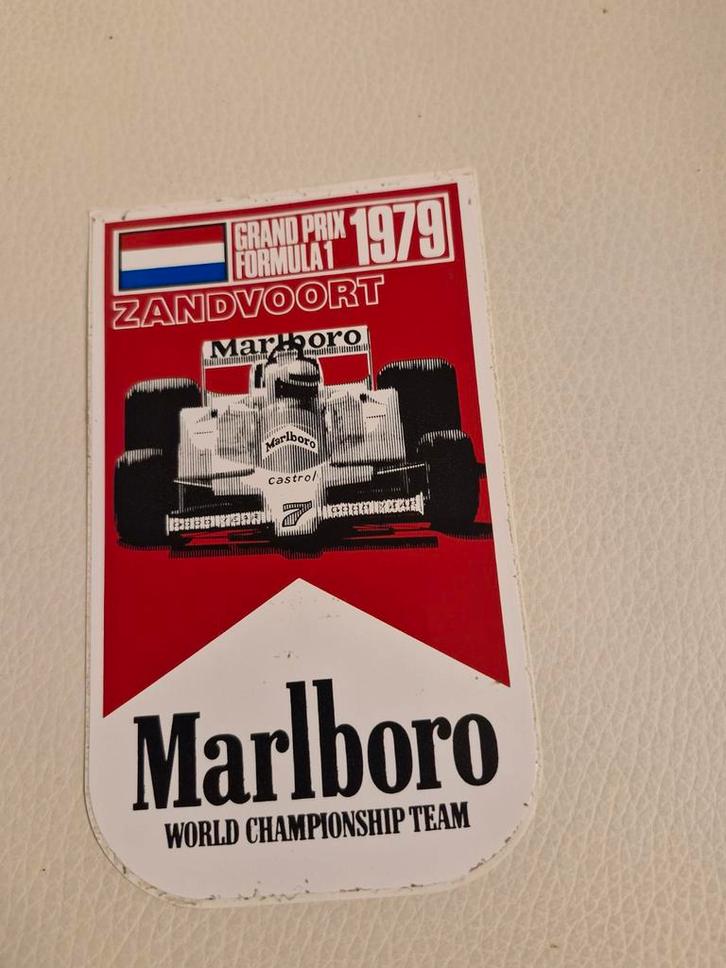 GRAND PRIX
FORMULA 1
1979
ZANDVOORT
Marlboro
Marlboro
castrol
7
Marlboro
WORLD CHAMPIONSHIP TEAM